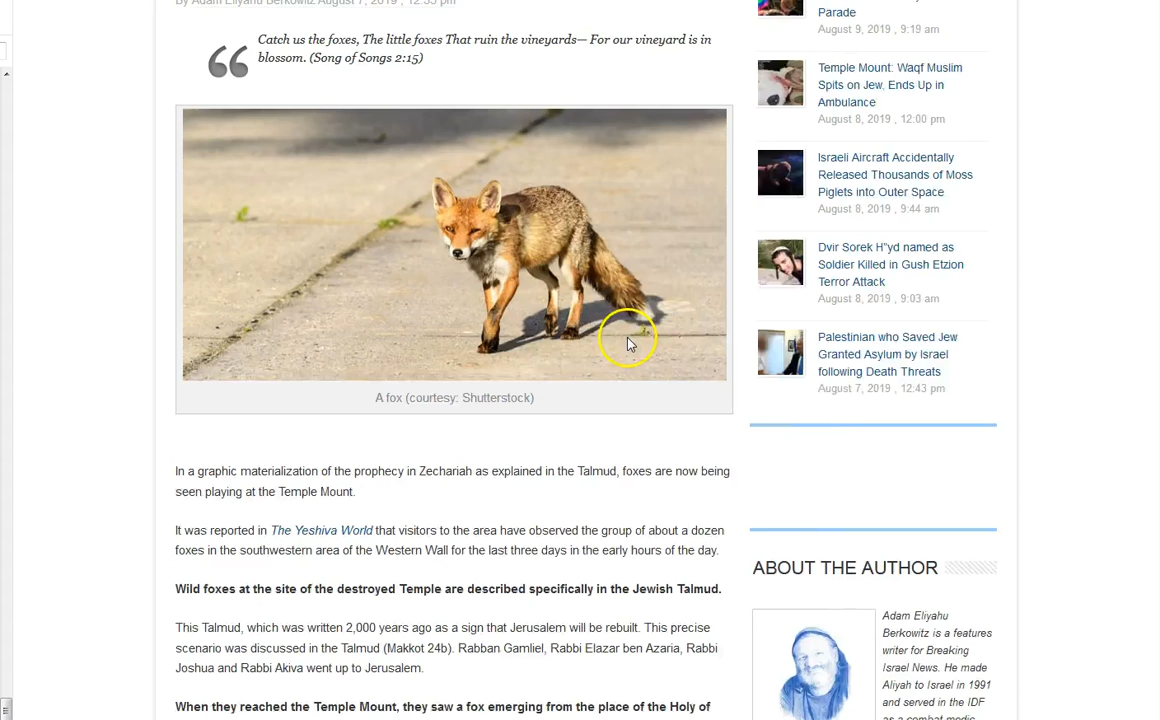 By Adam Eliyahu Berkowitz August 7, 2019 , 12:35 pm
Catch us the foxes, The little foxes That ruin the vineyards— For our vineyard is in
blossom. (Song of Songs 2:15)
A fox (courtesy: Shutterstock)
In a graphic materialization of the prophecy in Zechariah as explained in the Talmud, foxes are now being
seen playing at the Temple Mount.
It was reported in The Yeshiva World that visitors to the area have observed the group of about a dozen
foxes in the southwestern area of the Western Wall for the last three days in the early hours of the day.
Wild foxes at the site of the destroyed Temple are described specifically in the Jewish Talmud.
This Talmud, which was written 2,000 years ago as a sign that Jerusalem will be rebuilt. This precise
scenario was discussed in the Talmud (Makkot 24b). Rabban Gamliel, Rabbi Elazar ben Azaria, Rabbi
Joshua and Rabbi Akiva went up to Jerusalem.
When they reached the Temple Mount, they saw a fox emerging from the place of the Holy of
Parade
August 9, 2019 , 9:19 am
Temple Mount: Waqf Muslim
Spits on Jew, Ends Up in
Ambulance
August 8, 2019 , 12:00 pm
Israeli Aircraft Accidentally
Released Thousands of Moss
Piglets into Outer Space
August 8, 2019 , 9:44 am
Dvir Sorek H"yd named as
Soldier Killed in Gush Etzion
Terror Attack
August 8, 2019 , 9:03 am
Palestinian who Saved Jew
Granted Asylum by Israel
following Death Threats
August 7, 2019 , 12:43 pm
ABOUT THE AUTHOR
Adam Eliyahu
Berkowitz is a features
writer for Breaking
Israel News. He made
Aliyah to Israel in 1991
and served in the IDF
as a combat medic